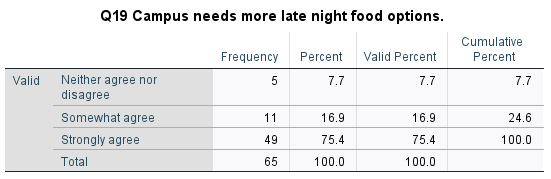 Q19 Campus needs more late night food options.
Frequency Percent Valid Percent Cumulative Percent
Valid Neither agree nor disagree 5 7.7 7.7 7.7
Somewhat agree 11 16.9 16.9 24.6
Strongly agree 49 75.4 75.4 100.0
Total 65 100.0 100.0